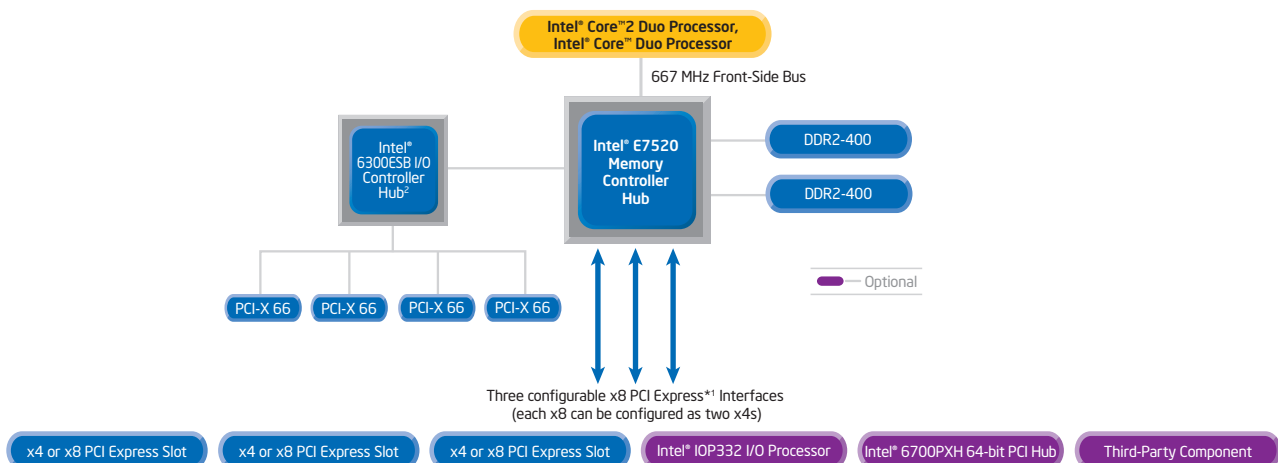 Intel® Core™2 Duo Processor,
Intel® Core™ Duo Processor
667 MHz Front-Side Bus
Intel®
6300ESB I/O
Controller
Hub²
Intel® E7520
Memory
Controller
Hub
DDR2-400
DDR2-400
PCI-X 66
PCI-X 66
PCI-X 66
PCI-X 66
Optional
Three configurable x8 PCI Express*¹ Interfaces
(each x8 can be configured as two x4s)
x4 or x8 PCI Express Slot
x4 or x8 PCI Express Slot
x4 or x8 PCI Express Slot
Intel® IOP332 I/O Processor
Intel® 6700PXH 64-bit PCI Hub
Third-Party Component